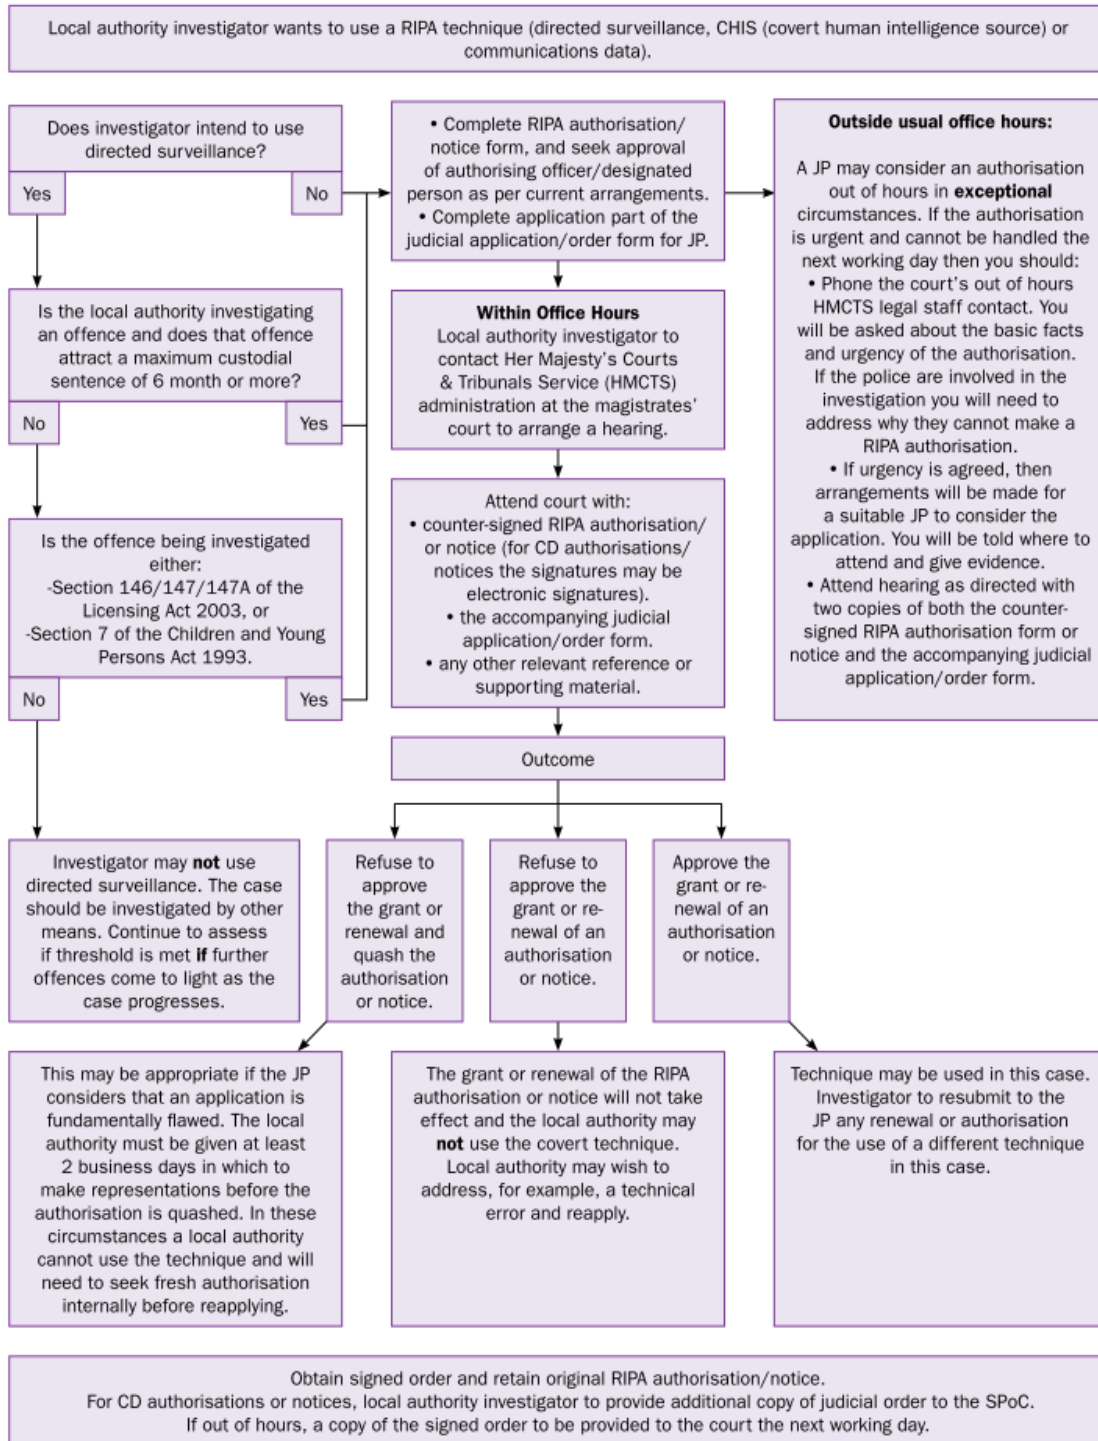 Local authority investigator wants to use a RIPA technique (directed surveillance, CHIS (covert human intelligence source) or
communications data).
Does investigator intend to use
directed surveillance?
Yes
No
Is the local authority investigating
an offence and does that offence
attract a maximum custodial
sentence of 6 month or more?
No
Yes
Is the offence being investigated
either:
-Section 146/147/147A of the
Licensing Act 2003, or
-Section 7 of the Children and Young
Persons Act 1993.
No
Yes
Investigator may not use
directed surveillance. The case
should be investigated by other
means. Continue to assess
if threshold is met if further
offences come to light as the
case progresses.
• Complete RIPA authorisation/
notice form, and seek approval
of authorising officer/designated
person as per current arrangements.
• Complete application part of the
judicial application/order form for JP.
Within Office Hours
Local authority investigator to
contact Her Majesty's Courts
& Tribunals Service (HMCTS)
administration at the magistrates'
court to arrange a hearing.
Attend court with:
• counter-signed RIPA authorisation/
or notice (for CD authorisations/
notices the signatures may be
electronic signatures).
• the accompanying judicial
application/order form.
• any other relevant reference or
supporting material.
Outside usual office hours:
A JP may consider an authorisation
out of hours in exceptional
circumstances. If the authorisation
is urgent and cannot be handled the
next working day then you should:
• Phone the court's out of hours
HMCTS legal staff contact. You
will be asked about the basic facts
and urgency of the authorisation.
If the police are involved in the
investigation you will need to
address why they cannot make a
RIPA authorisation.
• If urgency is agreed, then
arrangements will be made for
a suitable JP to consider the
application. You will be told where to
attend and give evidence.
• Attend hearing as directed with
two copies of both the counter-
signed RIPA authorisation form or
notice and the accompanying judicial
application/order form.
Outcome
Refuse to
approve
the grant or
renewal and
quash the
authorisation
or notice.
Refuse to
approve the
grant or re-
newal of an
authorisation
or notice.
Approve the
grant or re-
newal of an
authorisation
or notice.
This may be appropriate if the JP
considers that an application is
fundamentally flawed. The local
authority must be given at least
2 business days in which to
make representations before the
authorisation is quashed. In these
circumstances a local authority
cannot use the technique and will
need to seek fresh authorisation
internally before reapplying.
The grant or renewal of the RIPA
authorisation or notice will not take
effect and the local authority may
not use the covert technique.
Local authority may wish to
address, for example, a technical
error and reapply.
Technique may be used in this case.
Investigator to resubmit to the
JP any renewal or authorisation
for the use of a different technique
in this case.
Obtain signed order and retain original RIPA authorisation/notice.
For CD authorisations or notices, local authority investigator to provide additional copy of judicial order to the SPoC.
If out of hours, a copy of the signed order to be provided to the court the next working day.